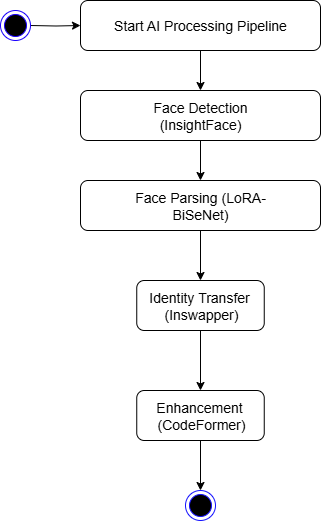 Start AI Processing Pipeline
Face Detection
(InsightFace)
Face Parsing (LoRA-
BiSeNet)
Identity Transfer
(Inswapper)
Enhancement
(CodeFormer)